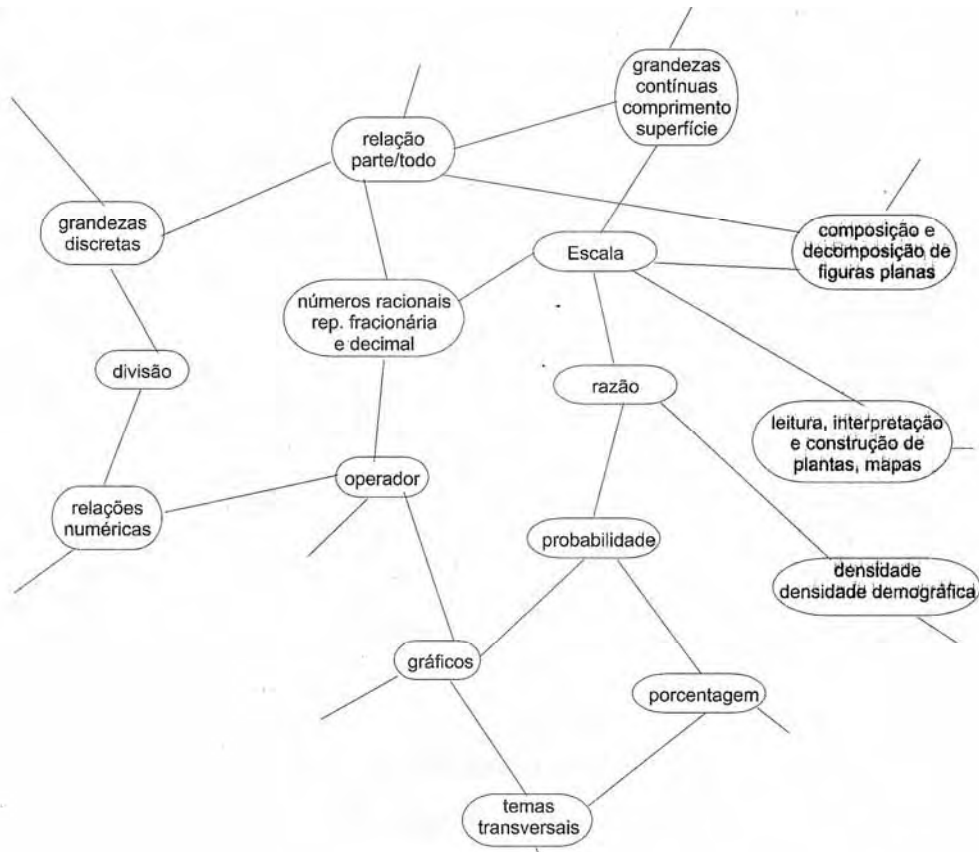 grandezas
contínuas
comprimento
superfície
relação
parte/todo
grandezas
discretas
composição e
decomposição de
figuras planas
Escala
números racionais
rep. fracionária
e decimal
divisão
razão
leitura, interpretação
e construção de
plantas, mapas
operador
relações
numéricas
probabilidade
densidade
densidade demográfica
gráficos
porcentagem
temas
transversais